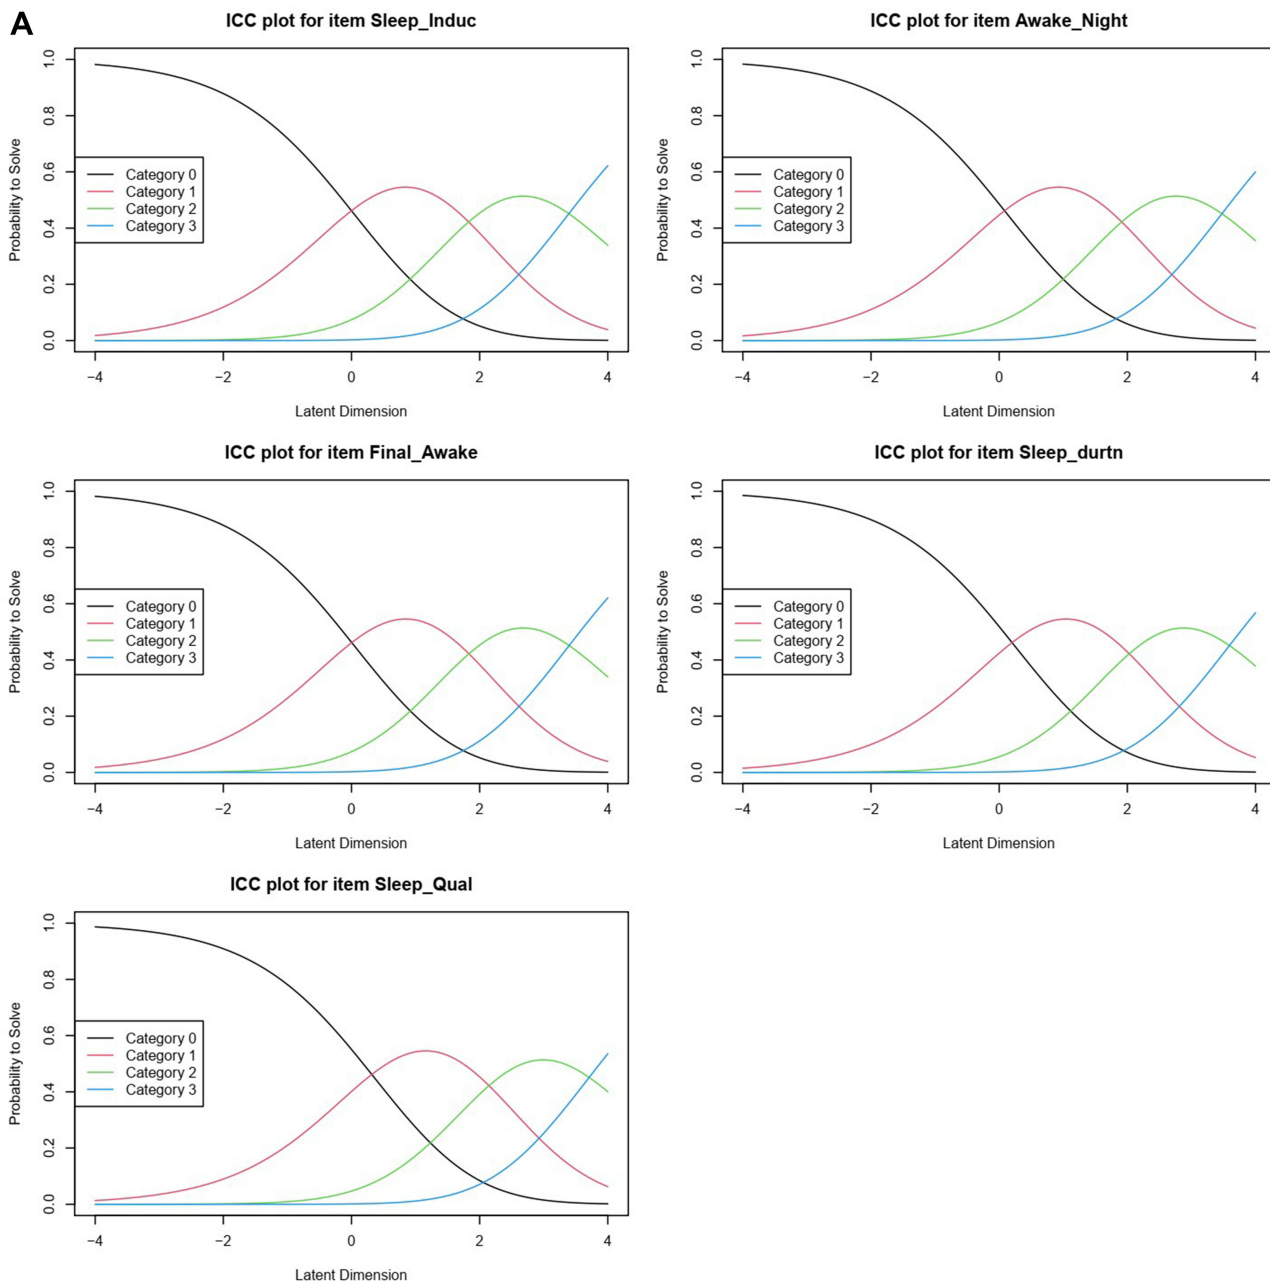 A
ICC plot for item Sleep_Induc
Probability to Solve
1.0
0.8
0.6
0.4
0.2
0.0
Category 0
Category 1
Category 2
Category 3
−4 −2 0 2 4
Latent Dimension
ICC plot for item Awake_Night
Probability to Solve
1.0
0.8
0.6
0.4
0.2
0.0
Category 0
Category 1
Category 2
Category 3
−4 −2 0 2 4
Latent Dimension
ICC plot for item Final_Awake
Probability to Solve
1.0
0.8
0.6
0.4
0.2
0.0
Category 0
Category 1
Category 2
Category 3
−4 −2 0 2 4
Latent Dimension
ICC plot for item Sleep_durtn
Probability to Solve
1.0
0.8
0.6
0.4
0.2
0.0
Category 0
Category 1
Category 2
Category 3
−4 −2 0 2 4
Latent Dimension
ICC plot for item Sleep_Qual
Probability to Solve
1.0
0.8
0.6
0.4
0.2
0.0
Category 0
Category 1
Category 2
Category 3
−4 −2 0 2 4
Latent Dimension